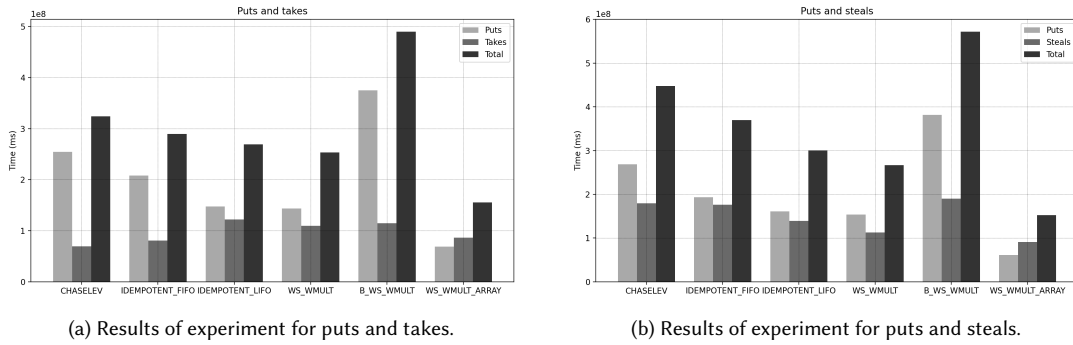 Puts and takes
1e8
Puts
Takes
Total
5
4
3
2
1
0
Time (ms)
CHASELEV IDEMPOTENT_FIFO IDEMPOTENT_LIFO WS_WMULT B_WS_WMULT WS_WMULT_ARRAY
(a) Results of experiment for puts and takes.
Puts and steals
1e8
Puts
Steals
Total
6
5
4
3
2
1
0
Time (ms)
CHASELEV IDEMPOTENT_FIFO IDEMPOTENT_LIFO WS_WMULT B_WS_WMULT WS_WMULT_ARRAY
(b) Results of experiment for puts and steals.